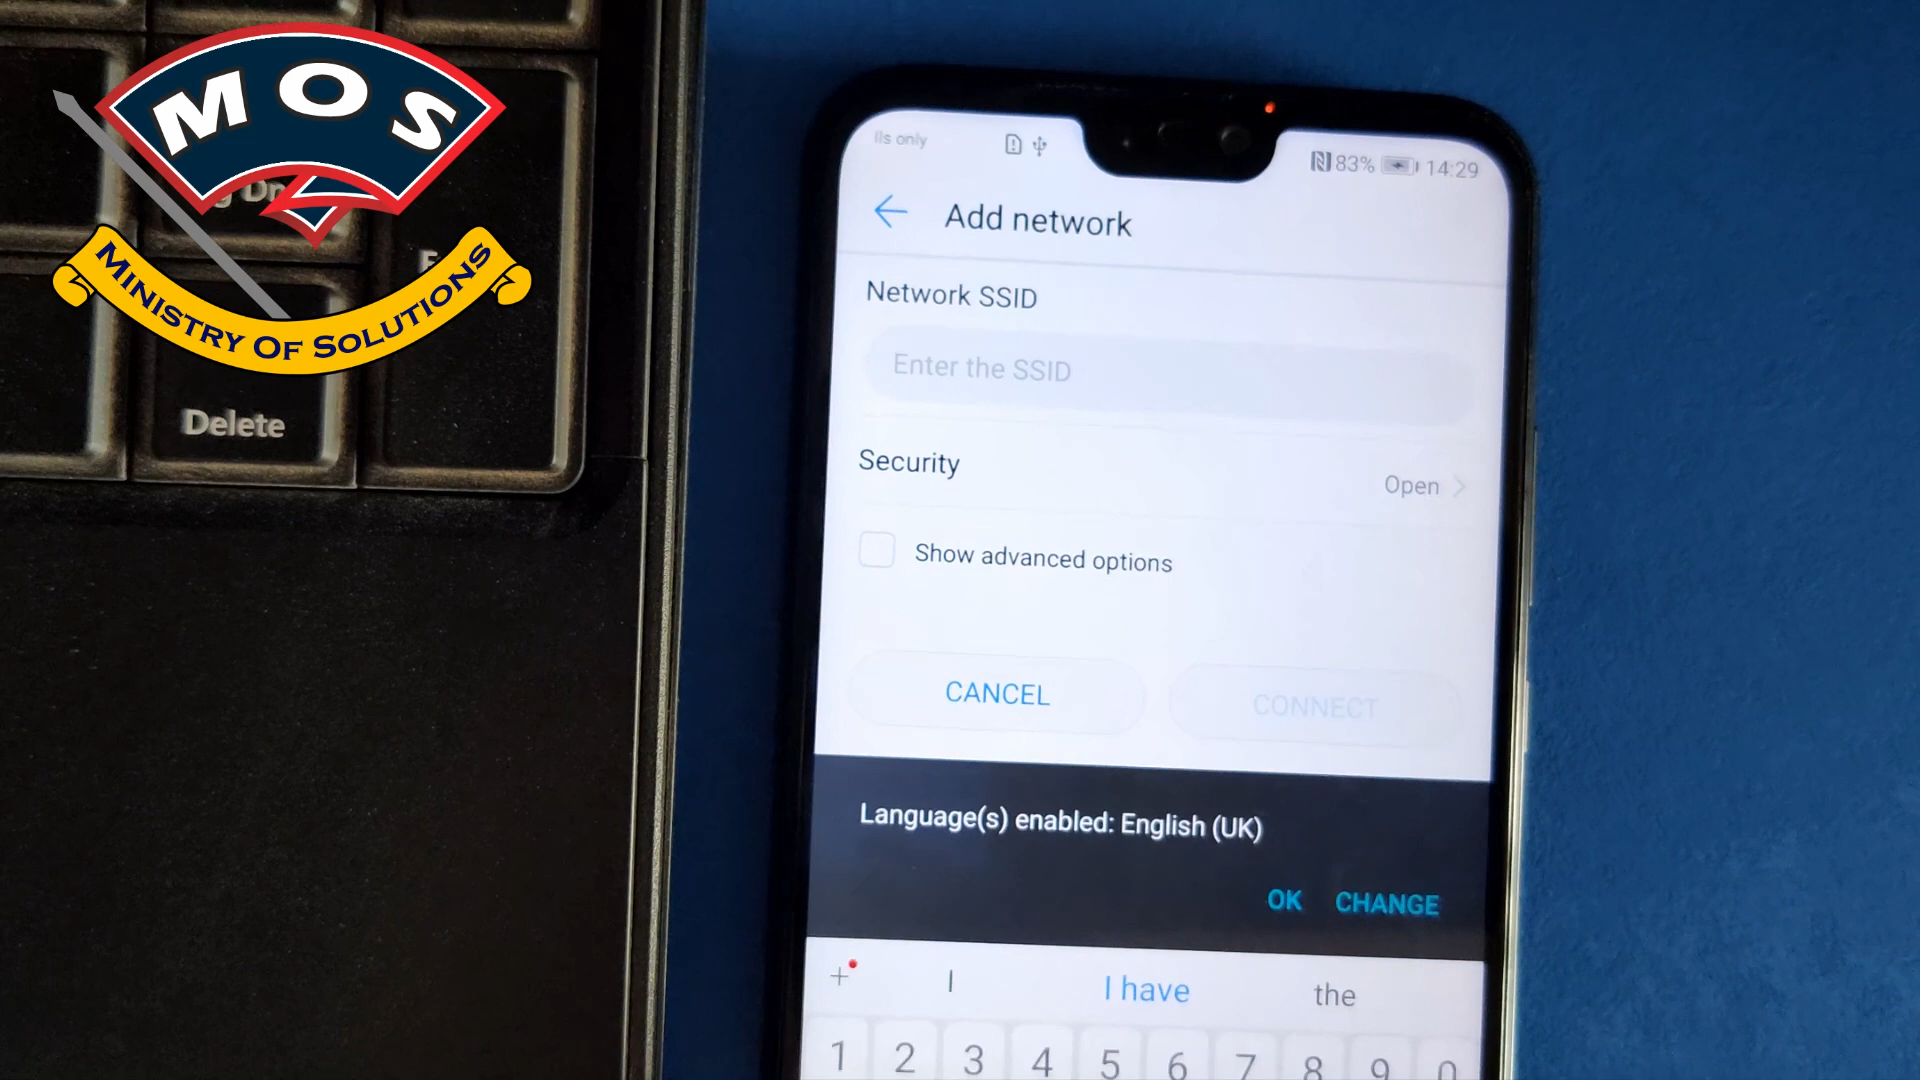 MOS
MINISTRY OF SOLUTIONS
Delete
lls only
83% 14:29
Add network
Network SSID
Enter the SSID
Security
Open
Show advanced options
CANCEL
CONNECT
Language(s) enabled: English (UK)
OK CHANGE
+ I I have the
1 2 3 4 5 6 7 8 9 0